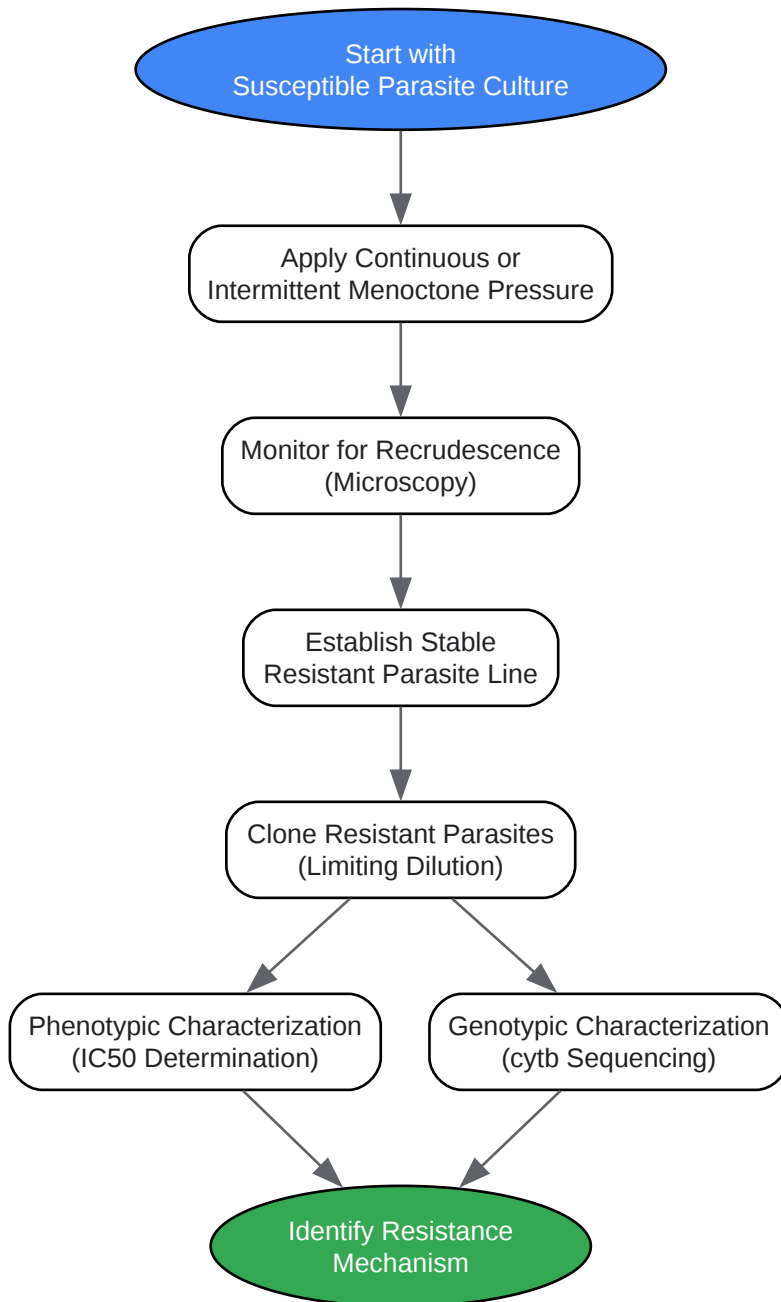 Start with
Susceptible Parasite Culture
Apply Continuous or
Intermittent Menoctone Pressure
Monitor for Recrudescence
(Microscopy)
Establish Stable
Resistant Parasite Line
Clone Resistant Parasites
(Limiting Dilution)
Phenotypic Characterization
(IC50 Determination)
Genotypic Characterization
(cytb Sequencing)
Identify Resistance
Mechanism